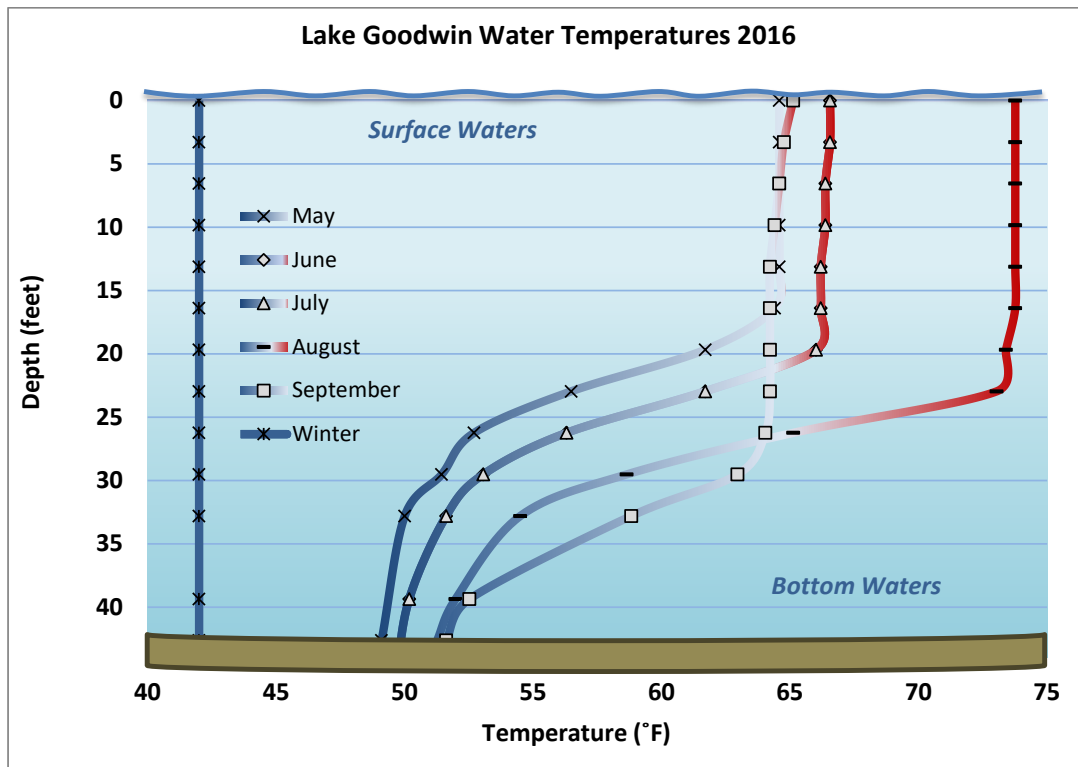 Lake Goodwin Water Temperatures 2016
0
Surface Waters
5
May
10
June
15
July
August
20
September
25
Winter
30
35
Bottom Waters
40
Depth (feet)
40 45 50 55 60 65 70 75
Temperature (˚F)